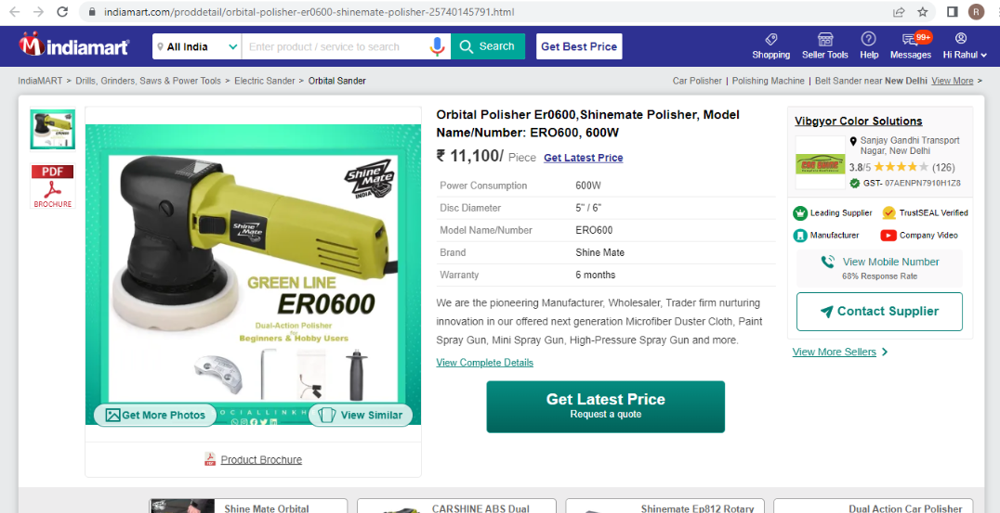 indiamart.com/proddetail/orbital-polisher-er0600-shinemate-polisher-25740145791.html
R
indiamart
All India
Enter product / service to search
Search
Get Best Price
99+
Shopping
Seller Tools
Help
Messages
Hi Rahul
IndiaMART > Drills, Grinders, Saws & Power Tools > Electric Sander > Orbital Sander
Car Polisher | Polishing Machine | Belt Sander near New Delhi View More >
PDF
BROCHURE
Shine Mate
INDIA
Shine Mate
GREEN LINE
ER0600
Dual-Action Polisher
for
Beginners & Hobby Users
Get More Photos
OCIALLINKH
View Similar
Product Brochure
Orbital Polisher Er0600,Shinemate Polisher, Model
Name/Number: ERO600, 600W
₹ 11,100/ Piece Get Latest Price
Power Consumption 600W
Disc Diameter 5" / 6"
Model Name/Number ERO600
Brand Shine Mate
Warranty 6 months
We are the pioneering Manufacturer, Wholesaler, Trader firm nurturing
innovation in our offered next generation Microfiber Duster Cloth, Paint
Spray Gun, Mini Spray Gun, High-Pressure Spray Gun and more.
View Complete Details
Get Latest Price
Request a quote
Vibgyor Color Solutions
Sanjay Gandhi Transport
Nagar, New Delhi
3.8/5 (126)
GST- 07AENPN7910H1Z8
Leading Supplier
TrustSEAL Verified
Manufacturer
Company Video
View Mobile Number
68% Response Rate
Contact Supplier
View More Sellers
Shine Mate Orbital
CARSHINE ABS Dual
Shinemate Ep812 Rotary
Dual Action Car Polisher